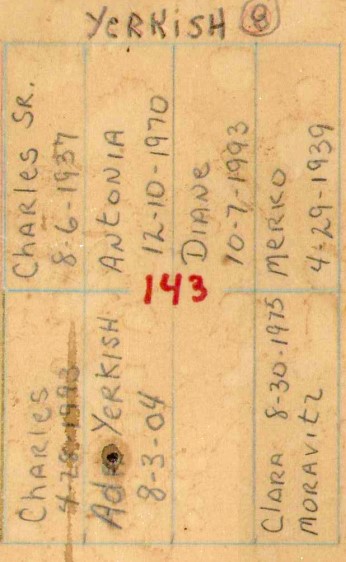 YERKISH 8
CHARLES SR.
8-6-1937
ANTONIA
12-10-1970
DIANE
10-7-1993
MERKO
4-29-1939
143
CHARLES
YERKISH
8-3-04
CLARA 8-30-1975
MORAVITZ